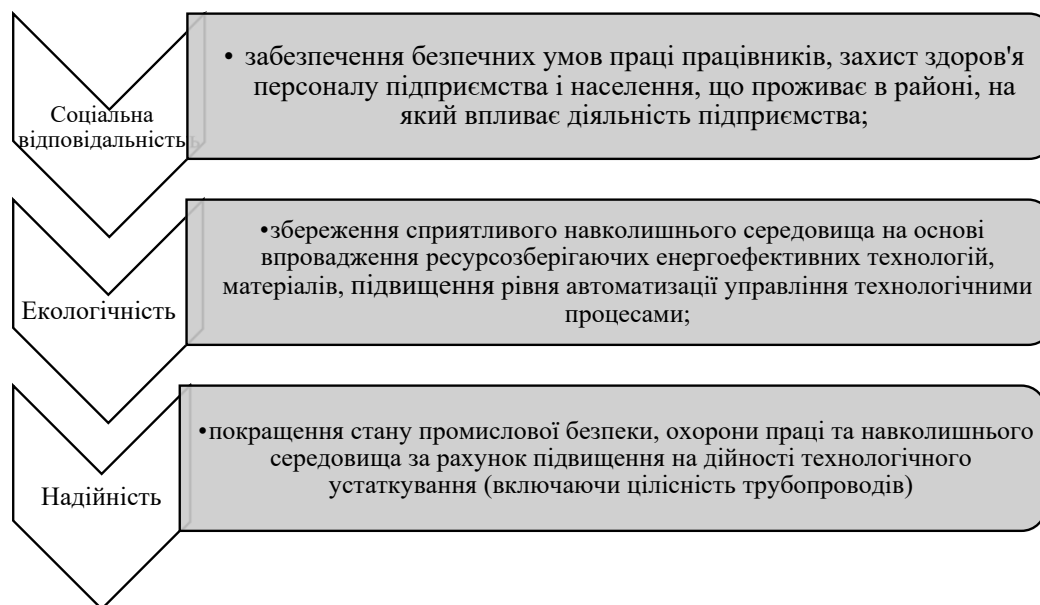 Соціальна
відповідальність
• забезпечення безпечних умов праці працівників, захист здоров'я
персоналу підприємства і населення, що проживає в районі, на
який впливає діяльність підприємства;
Екологічність
•збереження сприятливого навколишнього середовища на основі
впровадження ресурсозберігаючих енергоефективних технологій,
матеріалів, підвищення рівня автоматизації управління технологічними
процесами;
Надійність
•покращення стану промислової безпеки, охорони праці та навколишнього
середовища за рахунок підвищення на дійності технологічного
устаткування (включаючи цілісність трубопроводів)